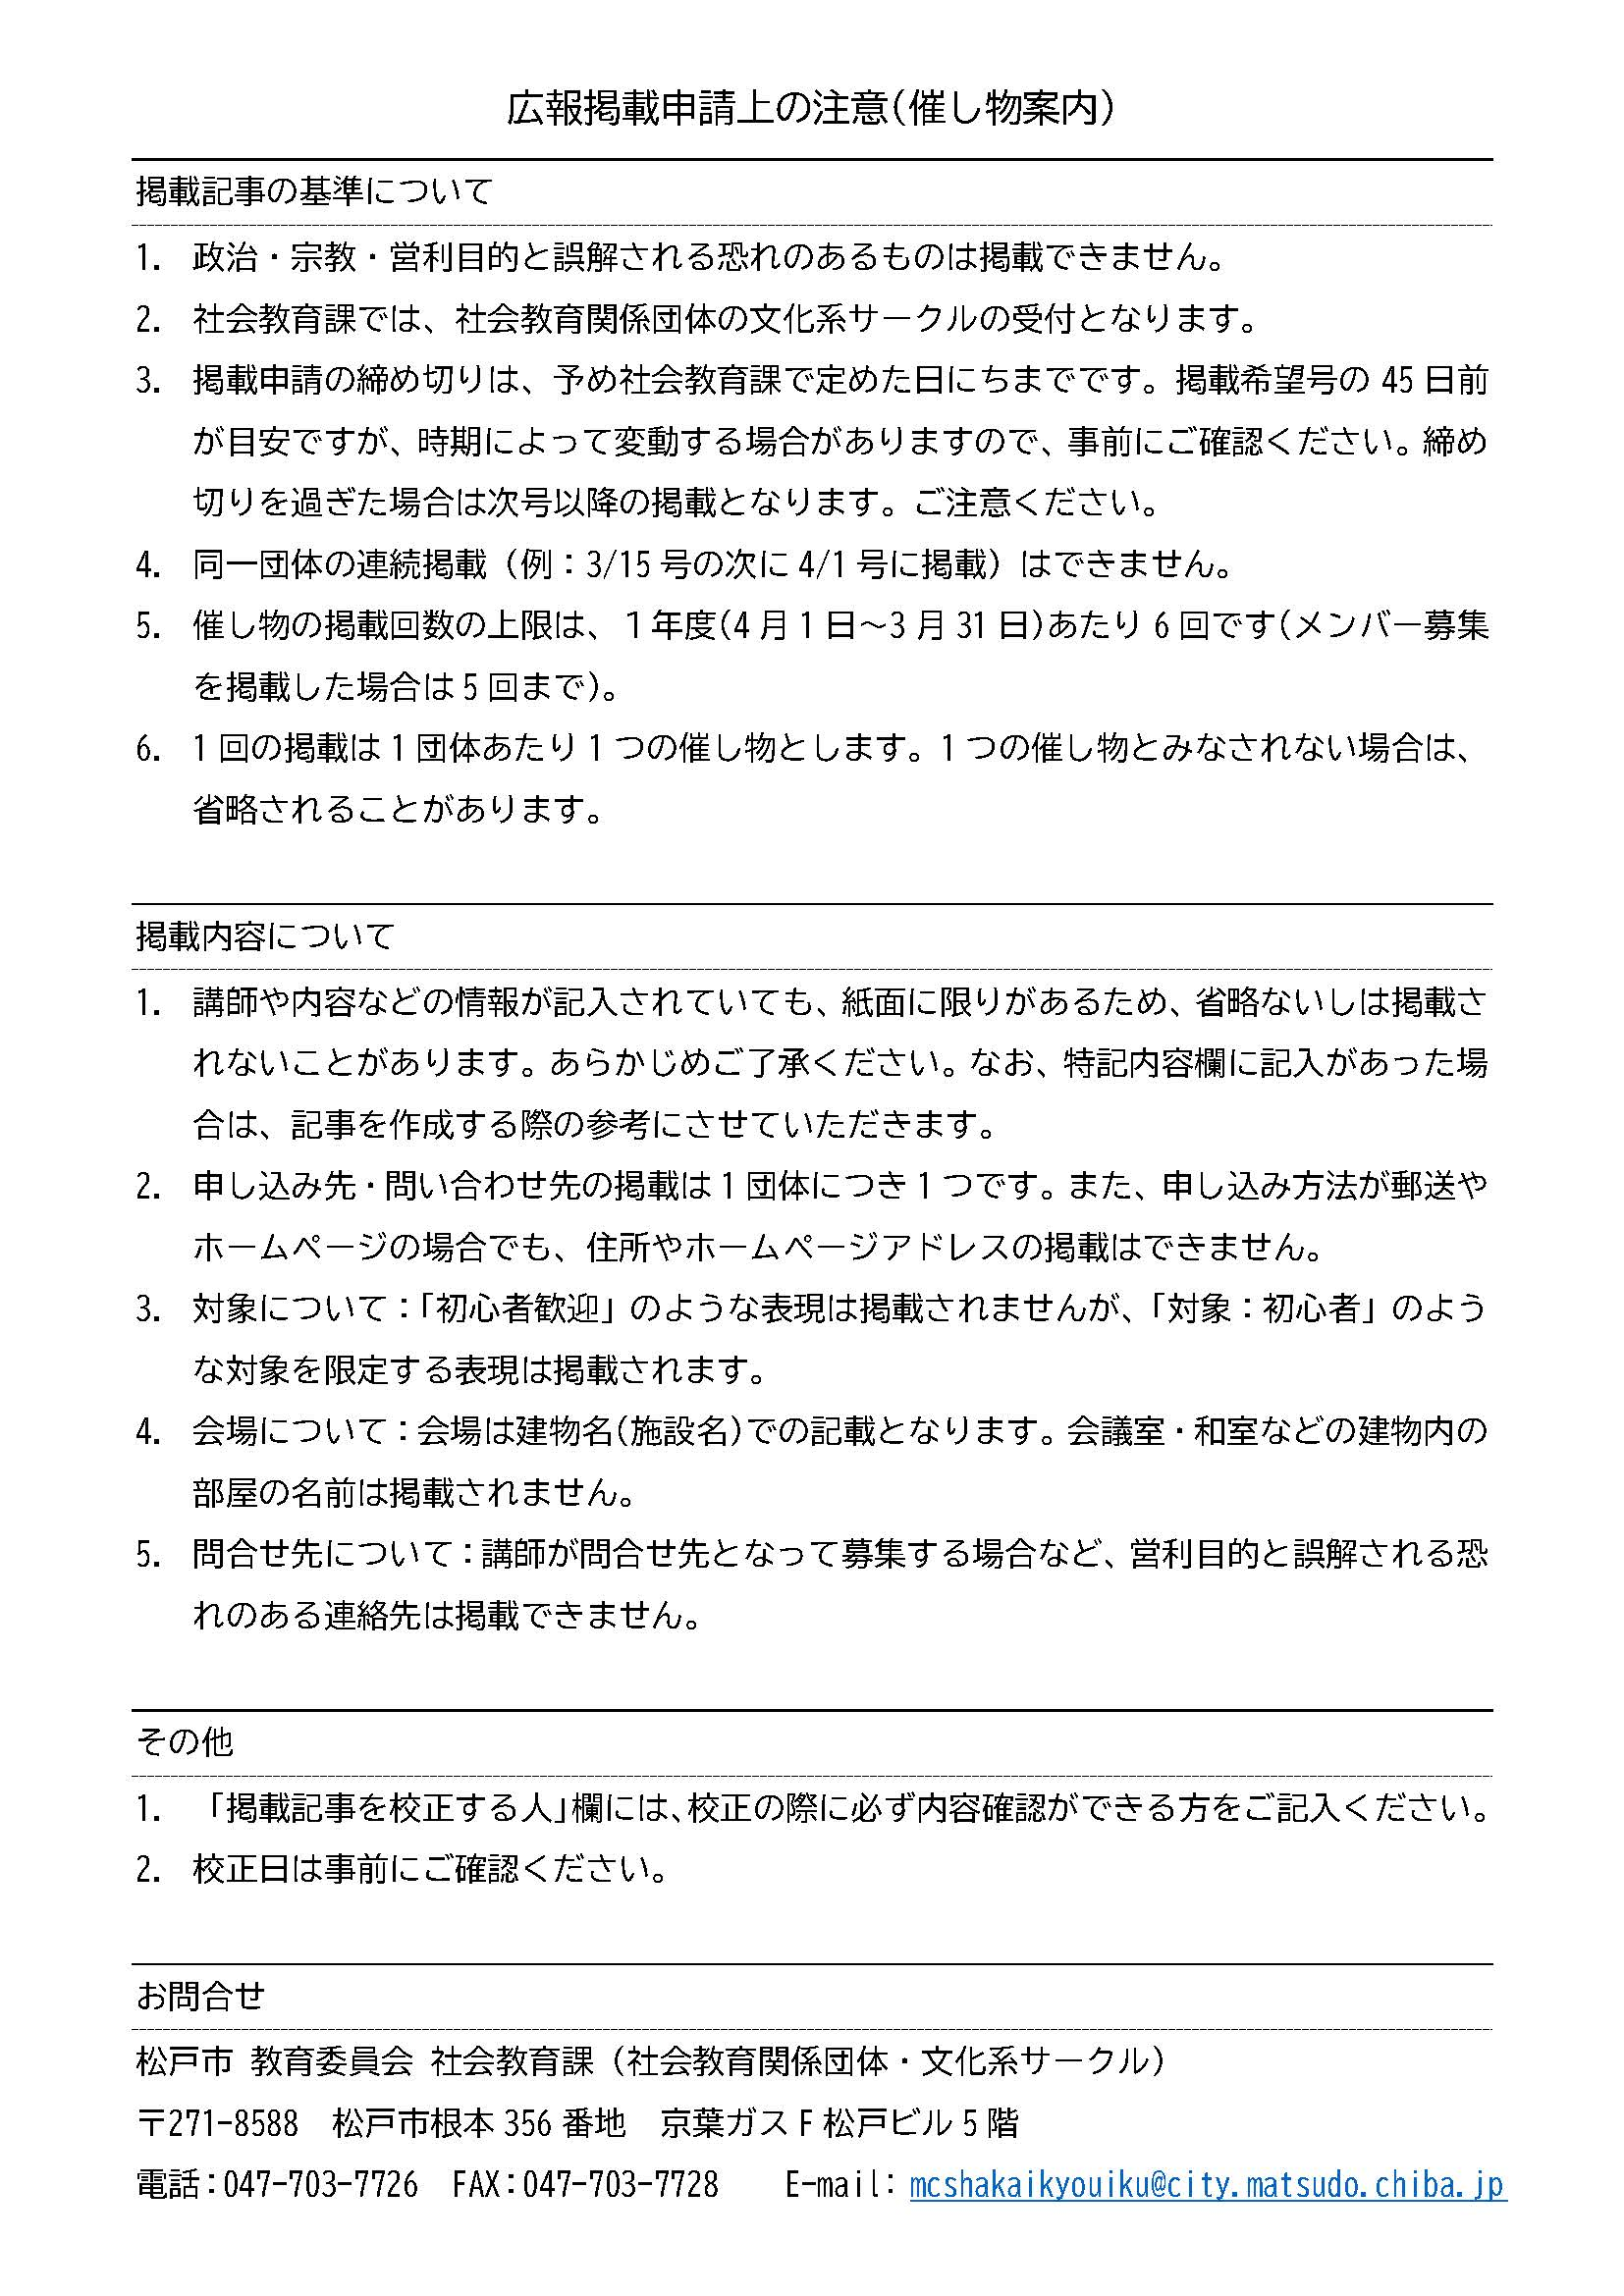 広報掲載申請上の注意(催し物案内)
掲載記事の基準について
1. 政治・宗教・営利目的と誤解される恐れのあるものは掲載できません。
2. 社会教育課では、社会教育関係団体の文化系サークルの受付となります。
3. 掲載申請の締め切りは、予め社会教育課で定めた日にちまでです。掲載希望号の 45 日前
が目安ですが、時期によって変動する場合がありますので、事前にご確認ください。締め
切りを過ぎた場合は次号以降の掲載となります。ご注意ください。
4. 同一団体の連続掲載（例：3/15 号の次に 4/1 号に掲載）はできません。
5. 催し物の掲載回数の上限は、１年度(4 月 1 日～3 月 31 日)あたり 6 回です(メンバー募集
を掲載した場合は 5 回まで)。
6. 1 回の掲載は 1 団体あたり 1 つの催し物とします。1 つの催し物とみなされない場合は、
省略されることがあります。
掲載内容について
1. 講師や内容などの情報が記入されていても、紙面に限りがあるため、省略ないしは掲載さ
れないことがあります。あらかじめご了承ください。なお、特記内容欄に記入があった場
合は、記事を作成する際の参考にさせていただきます。
2. 申し込み先・問い合わせ先の掲載は 1 団体につき 1 つです。また、申し込み方法が郵送や
ホームページの場合でも、住所やホームページアドレスの掲載はできません。
3. 対象について：「初心者歓迎」のような表現は掲載されませんが、「対象：初心者」のよう
な対象を限定する表現は掲載されます。
4. 会場について：会場は建物名(施設名)での記載となります。会議室・和室などの建物内の
部屋の名前は掲載されません。
5. 問合せ先について：講師が問合せ先となって募集する場合など、営利目的と誤解される恐
れのある連絡先は掲載できません。
その他
1. 「掲載記事を校正する人」欄には、校正の際に必ず内容確認ができる方をご記入ください。
2. 校正日は事前にご確認ください。
お問合せ
松戸市 教育委員会 社会教育課（社会教育関係団体・文化系サークル）
〒271-8588 松戸市根本 356 番地 京葉ガス F 松戸ビル 5 階
電話：047-703-7726 FAX：047-703-7728 E-mail: mcshakaikyouiku@city.matsudo.chiba.jp